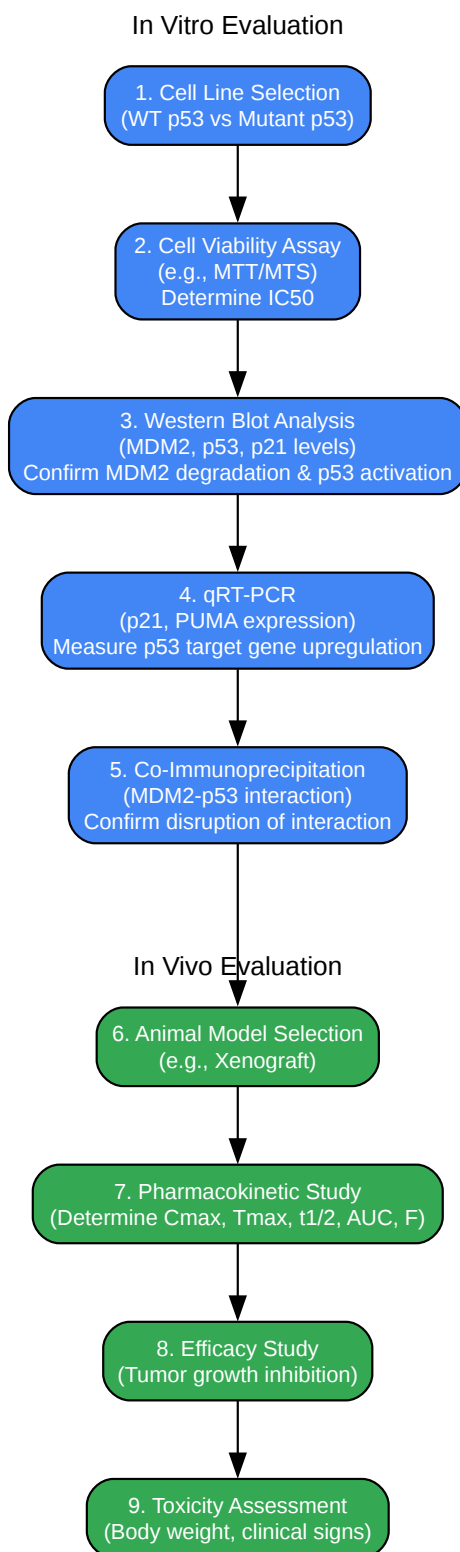 In Vitro Evaluation
1. Cell Line Selection
(WT p53 vs Mutant p53)
2. Cell Viability Assay
(e.g., MTT/MTS)
Determine IC50
3. Western Blot Analysis
(MDM2, p53, p21 levels)
Confirm MDM2 degradation & p53 activation
4. qRT-PCR
(p21, PUMA expression)
Measure p53 target gene upregulation
5. Co-Immunoprecipitation
(MDM2-p53 interaction)
Confirm disruption of interaction
In Vivo Evaluation
6. Animal Model Selection
(e.g., Xenograft)
7. Pharmacokinetic Study
(Determine Cmax, Tmax, t1/2, AUC, F)
8. Efficacy Study
(Tumor growth inhibition)
9. Toxicity Assessment
(Body weight, clinical signs)